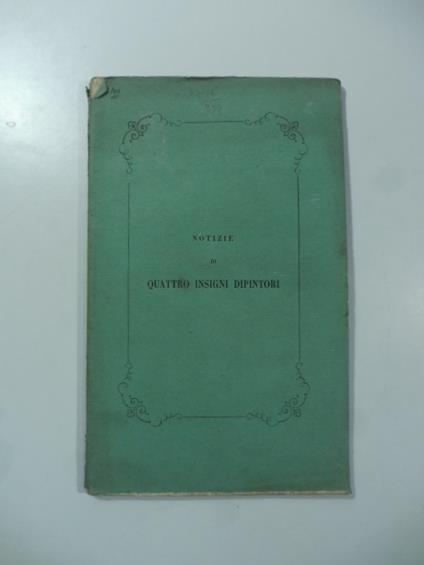 NOTIZIE
DI
QUATTRO INSIGNI DIPINTORI